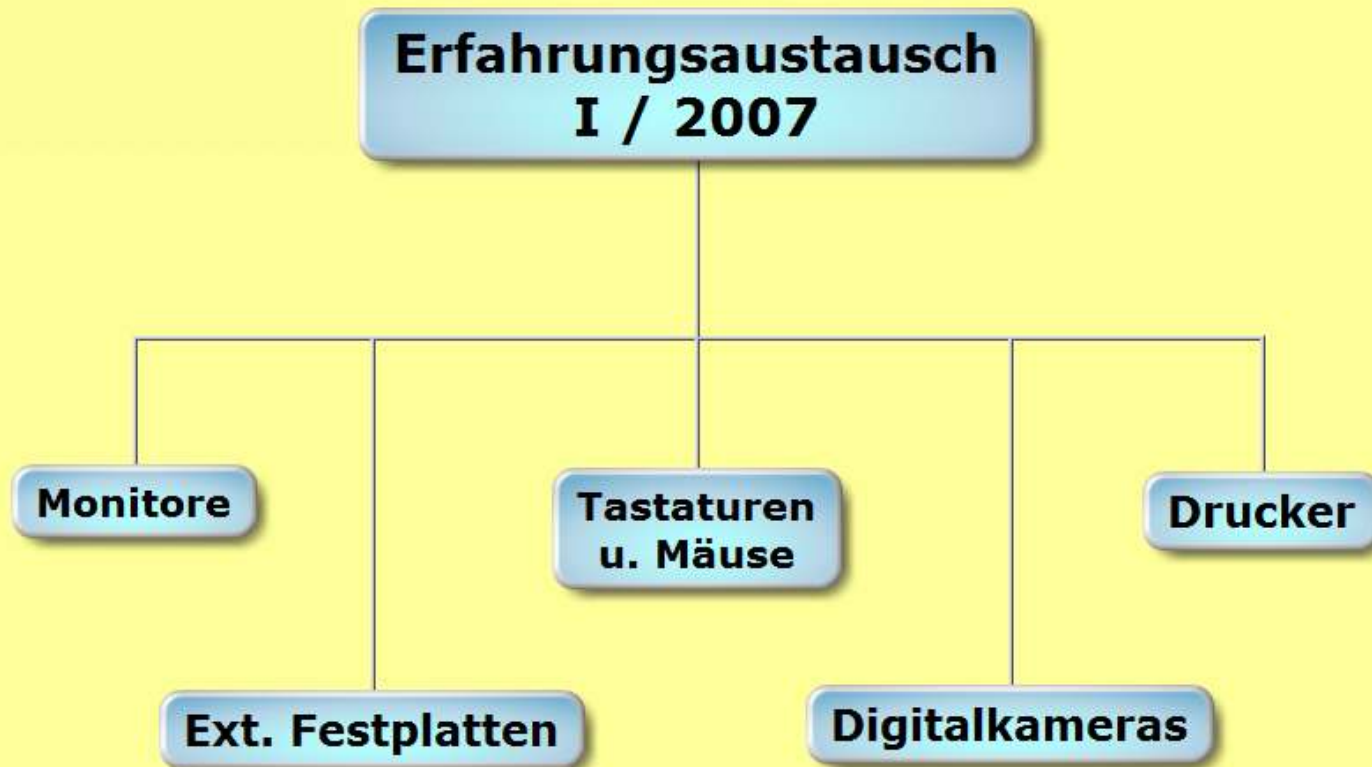 Erfahrungsaustausch
I / 2007
Monitore
Tastaturen
u. Mäuse
Drucker
Ext. Festplatten
Digitalkameras